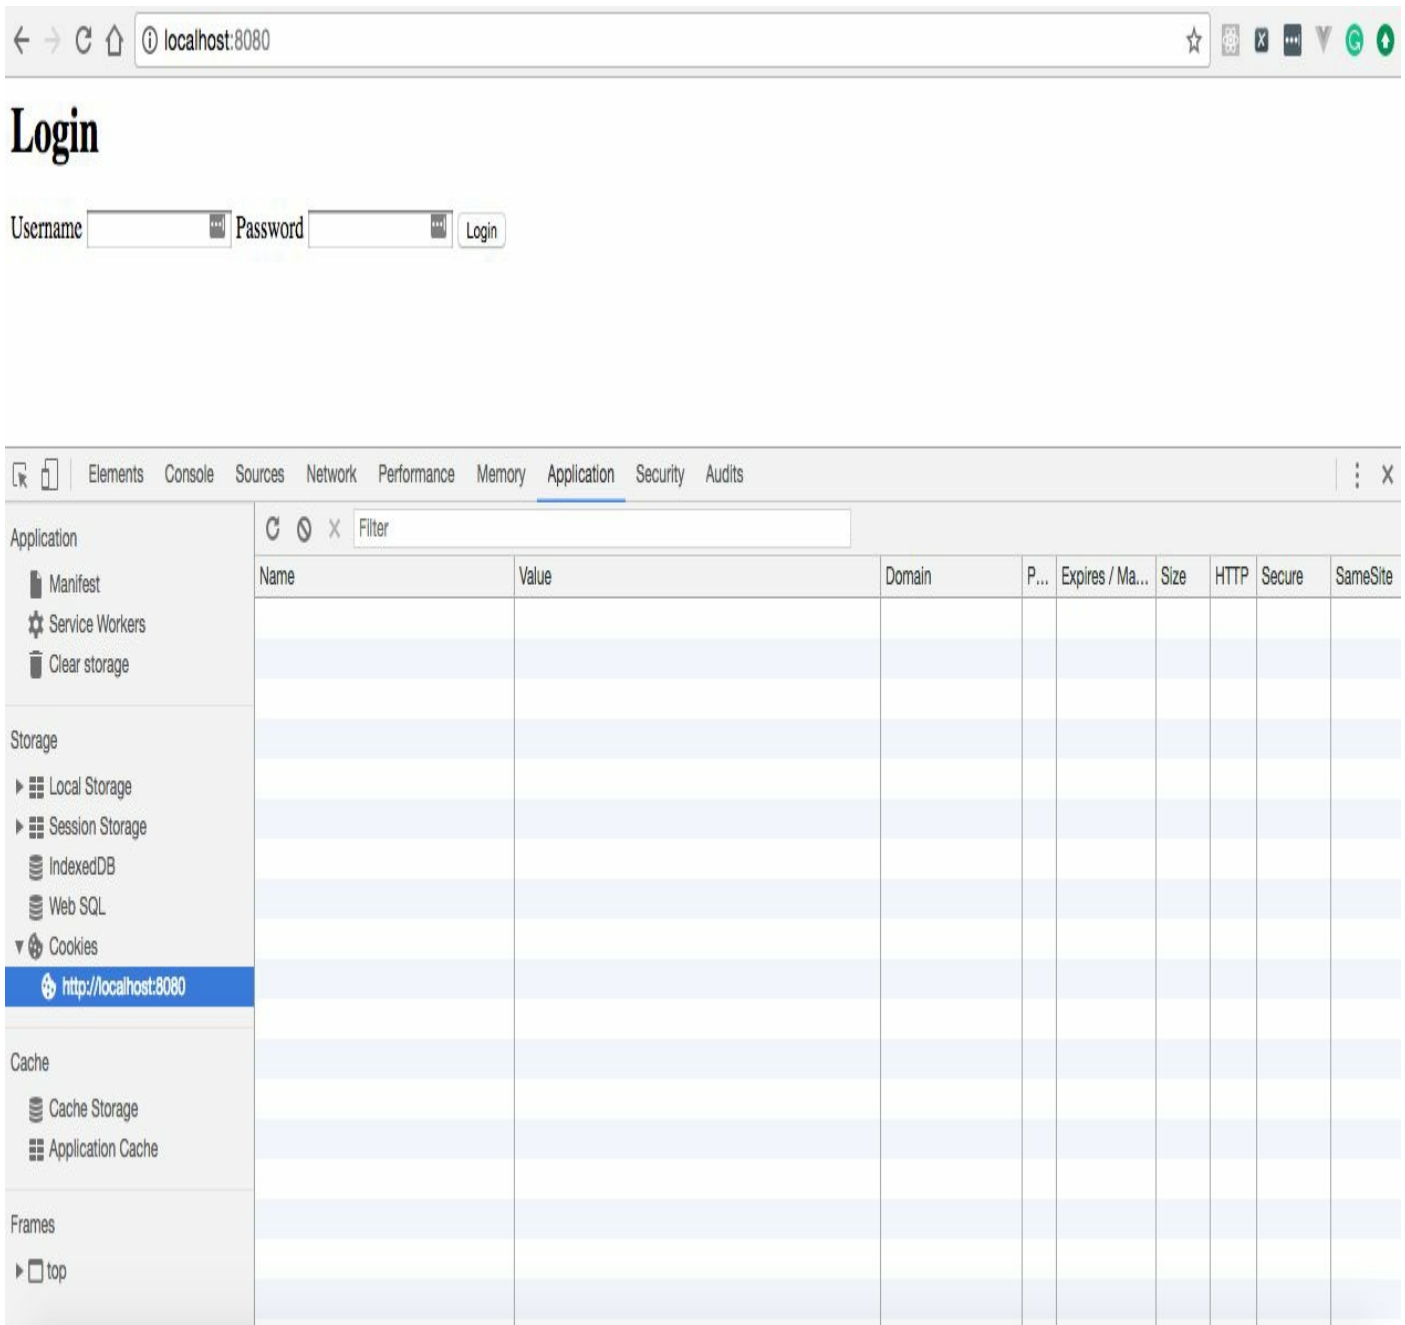 localhost:8080
Login
Username Password Login
Elements Console Sources Network Performance Memory Application Security Audits
Application
Filter
Manifest
Service Workers
Clear storage
Name Value Domain P... Expires / Ma... Size HTTP Secure SameSite
Storage
Local Storage
Session Storage
IndexedDB
Web SQL
Cookies
http://localhost:8080
Cache
Cache Storage
Application Cache
Frames
top